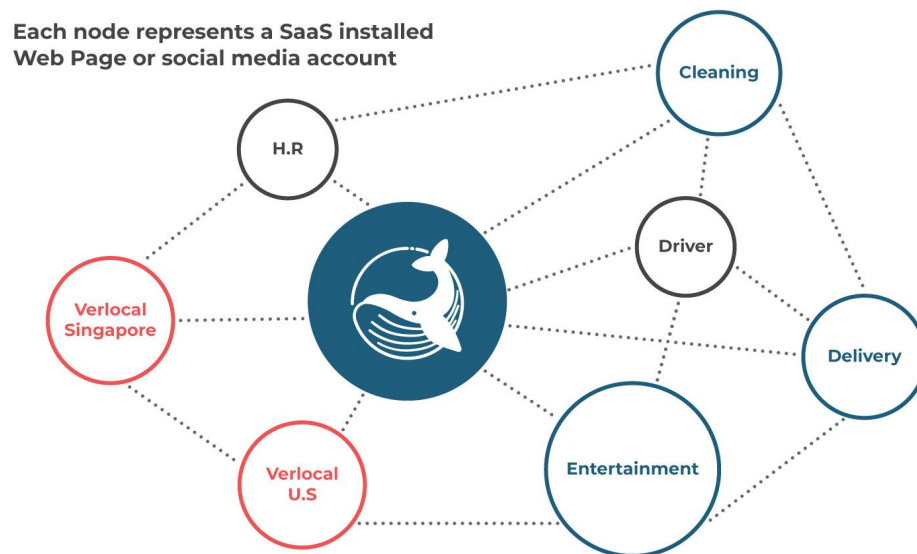 Each node represents a SaaS installed
Web Page or social media account
Cleaning
H.R
Driver
Verlocal
Singapore
Delivery
Entertainment
Verlocal
U.S